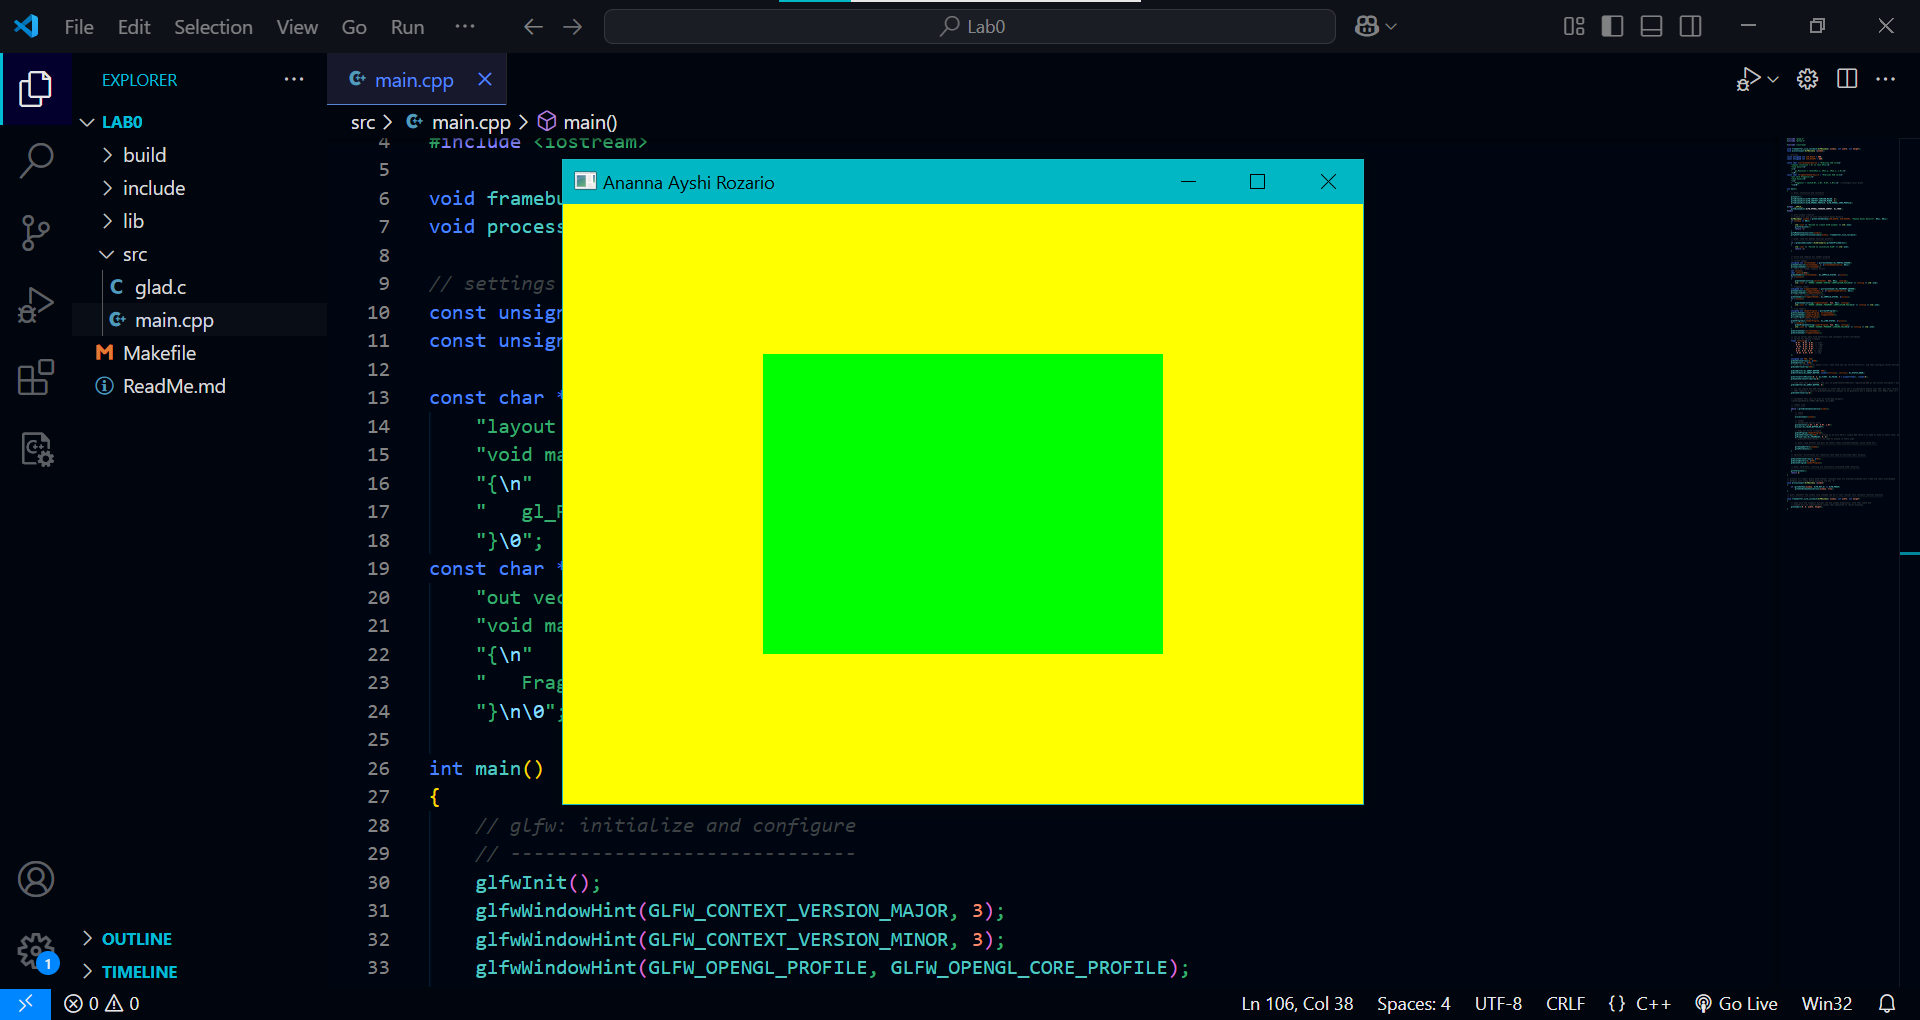 File Edit Selection View Go Run ··· Lab0
EXPLORER ···
main.cpp
LAB0
src > main.cpp > main()
build
include
lib
src
glad.c
main.cpp
Makefile
ReadMe.md
Ananna Ayshi Rozario
4 #include <iostream>
5
6 void framebu
7 void process
8
9 // settings
10 const unsign
11 const unsign
12
13 const char *
14 "layout
15 "void ma
16 "{\n"
17 " gl_P
18 "}\0";
19 const char *
20 "out vec
21 "void ma
22 "{\n"
23 " Frag
24 "}\n\0";
25
26 int main()
27 {
28 // glfw: initialize and configure
29 // ------------------------------
30 glfwInit();
31 glfwWindowHint(GLFW_CONTEXT_VERSION_MAJOR, 3);
32 glfwWindowHint(GLFW_CONTEXT_VERSION_MINOR, 3);
33 glfwWindowHint(GLFW_OPENGL_PROFILE, GLFW_OPENGL_CORE_PROFILE);
OUTLINE
TIMELINE
1
0 0 Ln 106, Col 38 Spaces: 4 UTF-8 CRLF {} C++ Go Live Win32